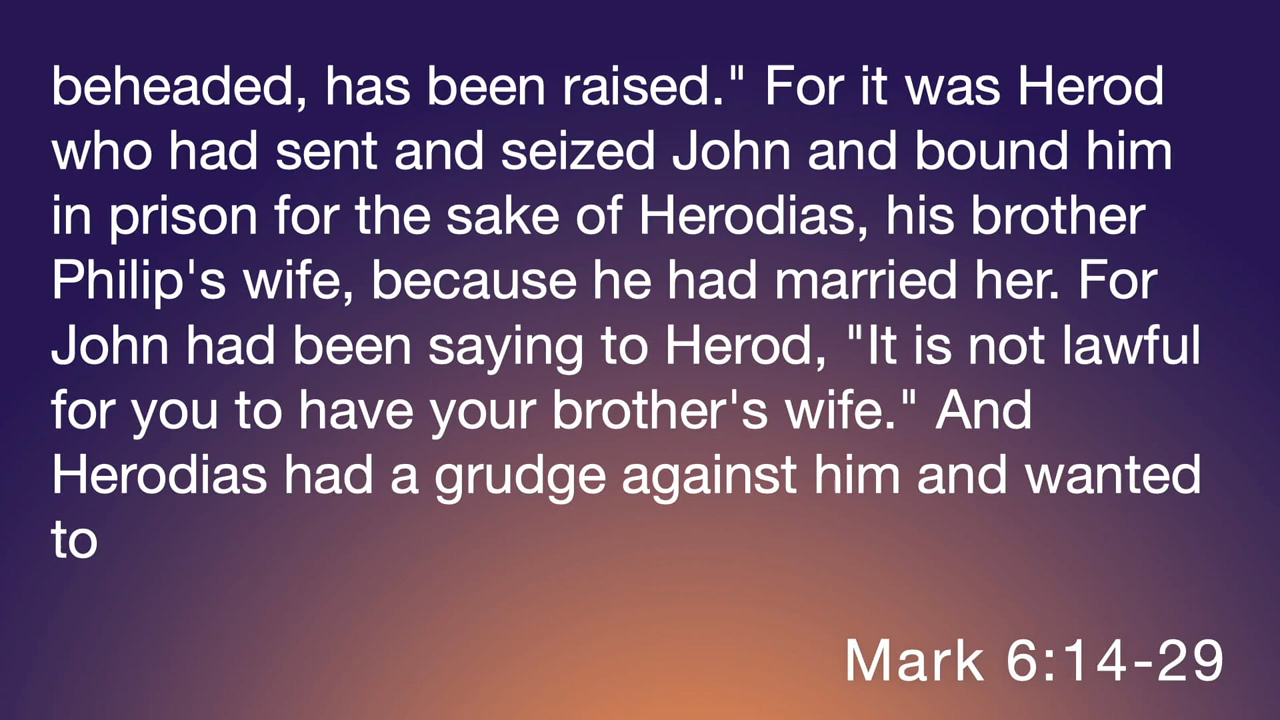 beheaded, has been raised." For it was Herod
who had sent and seized John and bound him
in prison for the sake of Herodias, his brother
Philip's wife, because he had married her. For
John had been saying to Herod, "It is not lawful
for you to have your brother's wife." And
Herodias had a grudge against him and wanted
to
Mark 6:14-29